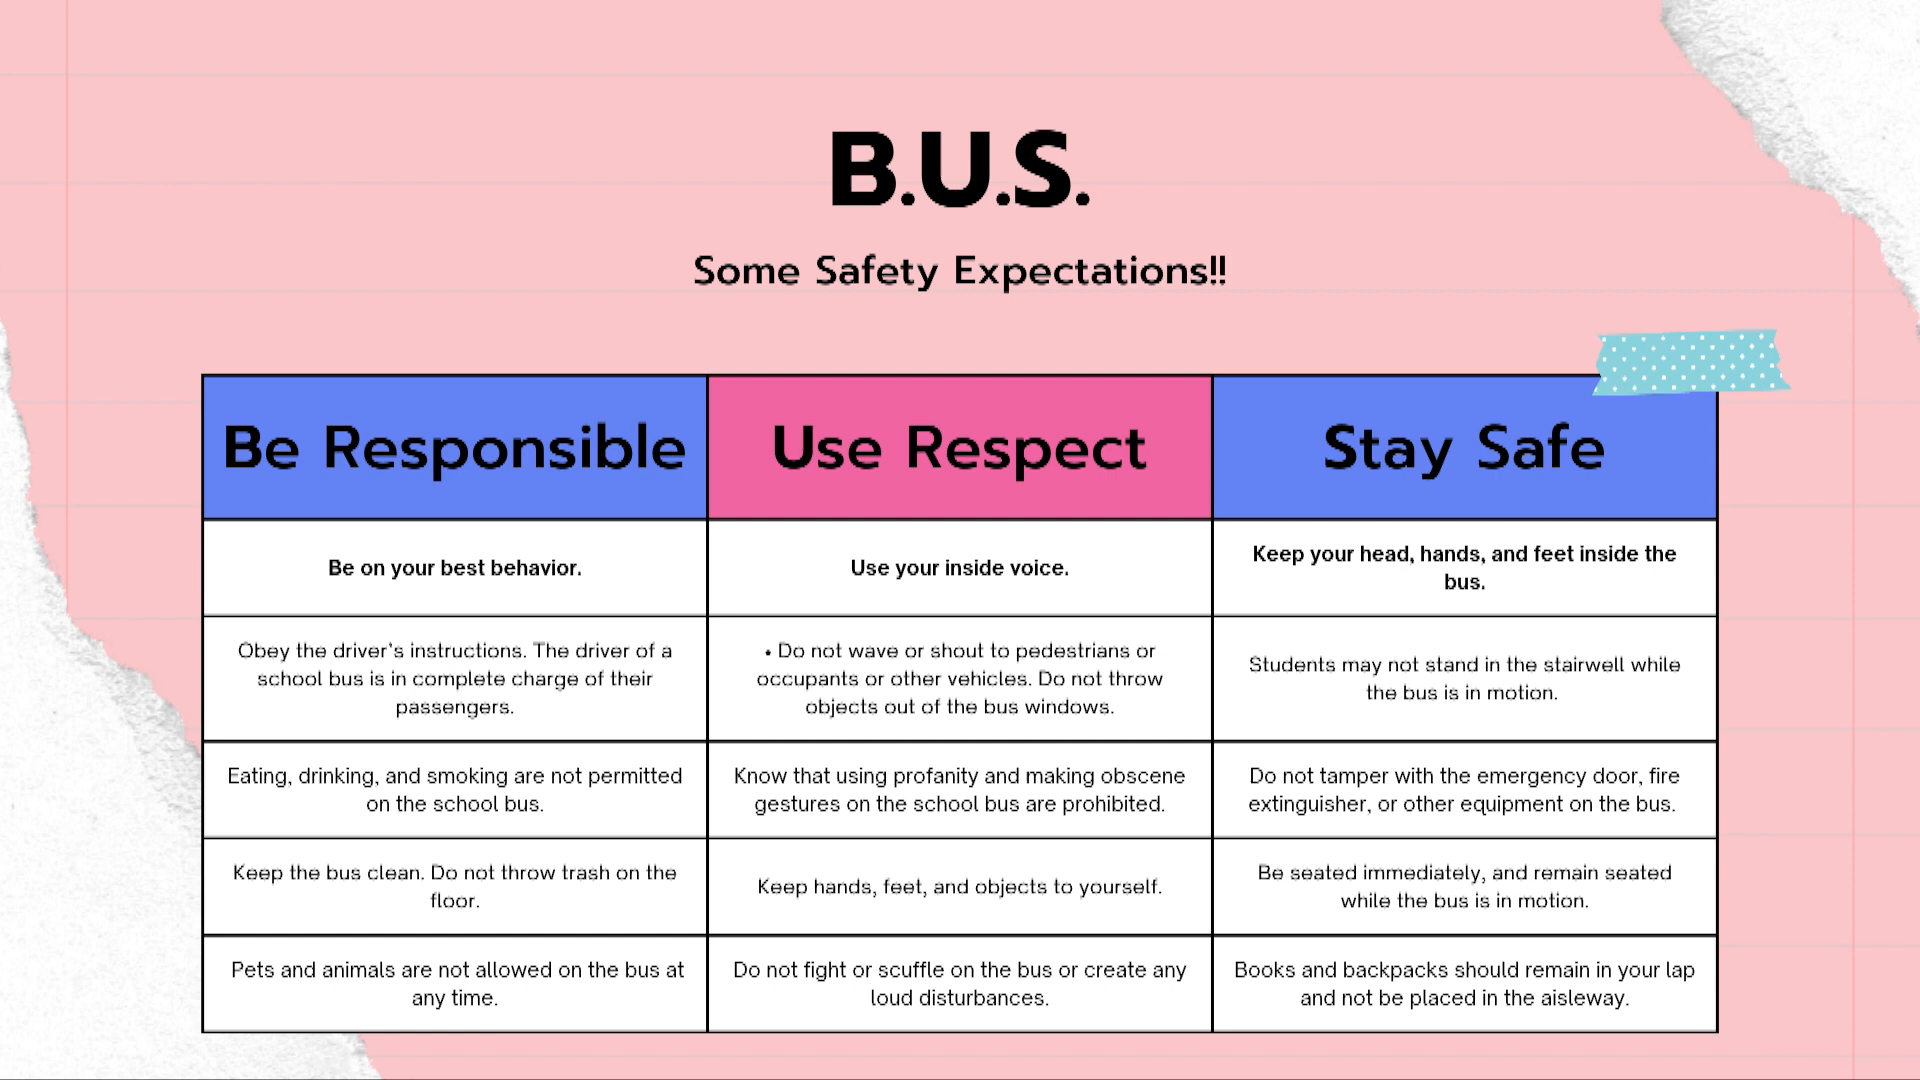 B.U.S.
Some Safety Expectations!!
Be Responsible
Use Respect
Stay Safe
Be on your best behavior.
Use your inside voice.
Keep your head, hands, and feet inside the
bus.
Obey the driver's instructions. The driver of a
school bus is in complete charge of their
passengers.
• Do not wave or shout to pedestrians or
occupants or other vehicles. Do not throw
objects out of the bus windows.
Students may not stand in the stairwell while
the bus is in motion.
Eating, drinking, and smoking are not permitted
on the school bus.
Know that using profanity and making obscene
gestures on the school bus are prohibited.
Do not tamper with the emergency door, fire
extinguisher, or other equipment on the bus.
Keep the bus clean. Do not throw trash on the
floor.
Keep hands, feet, and objects to yourself.
Be seated immediately, and remain seated
while the bus is in motion.
Pets and animals are not allowed on the bus at
any time.
Do not fight or scuffle on the bus or create any
loud disturbances.
Books and backpacks should remain in your lap
and not be placed in the aisleway.